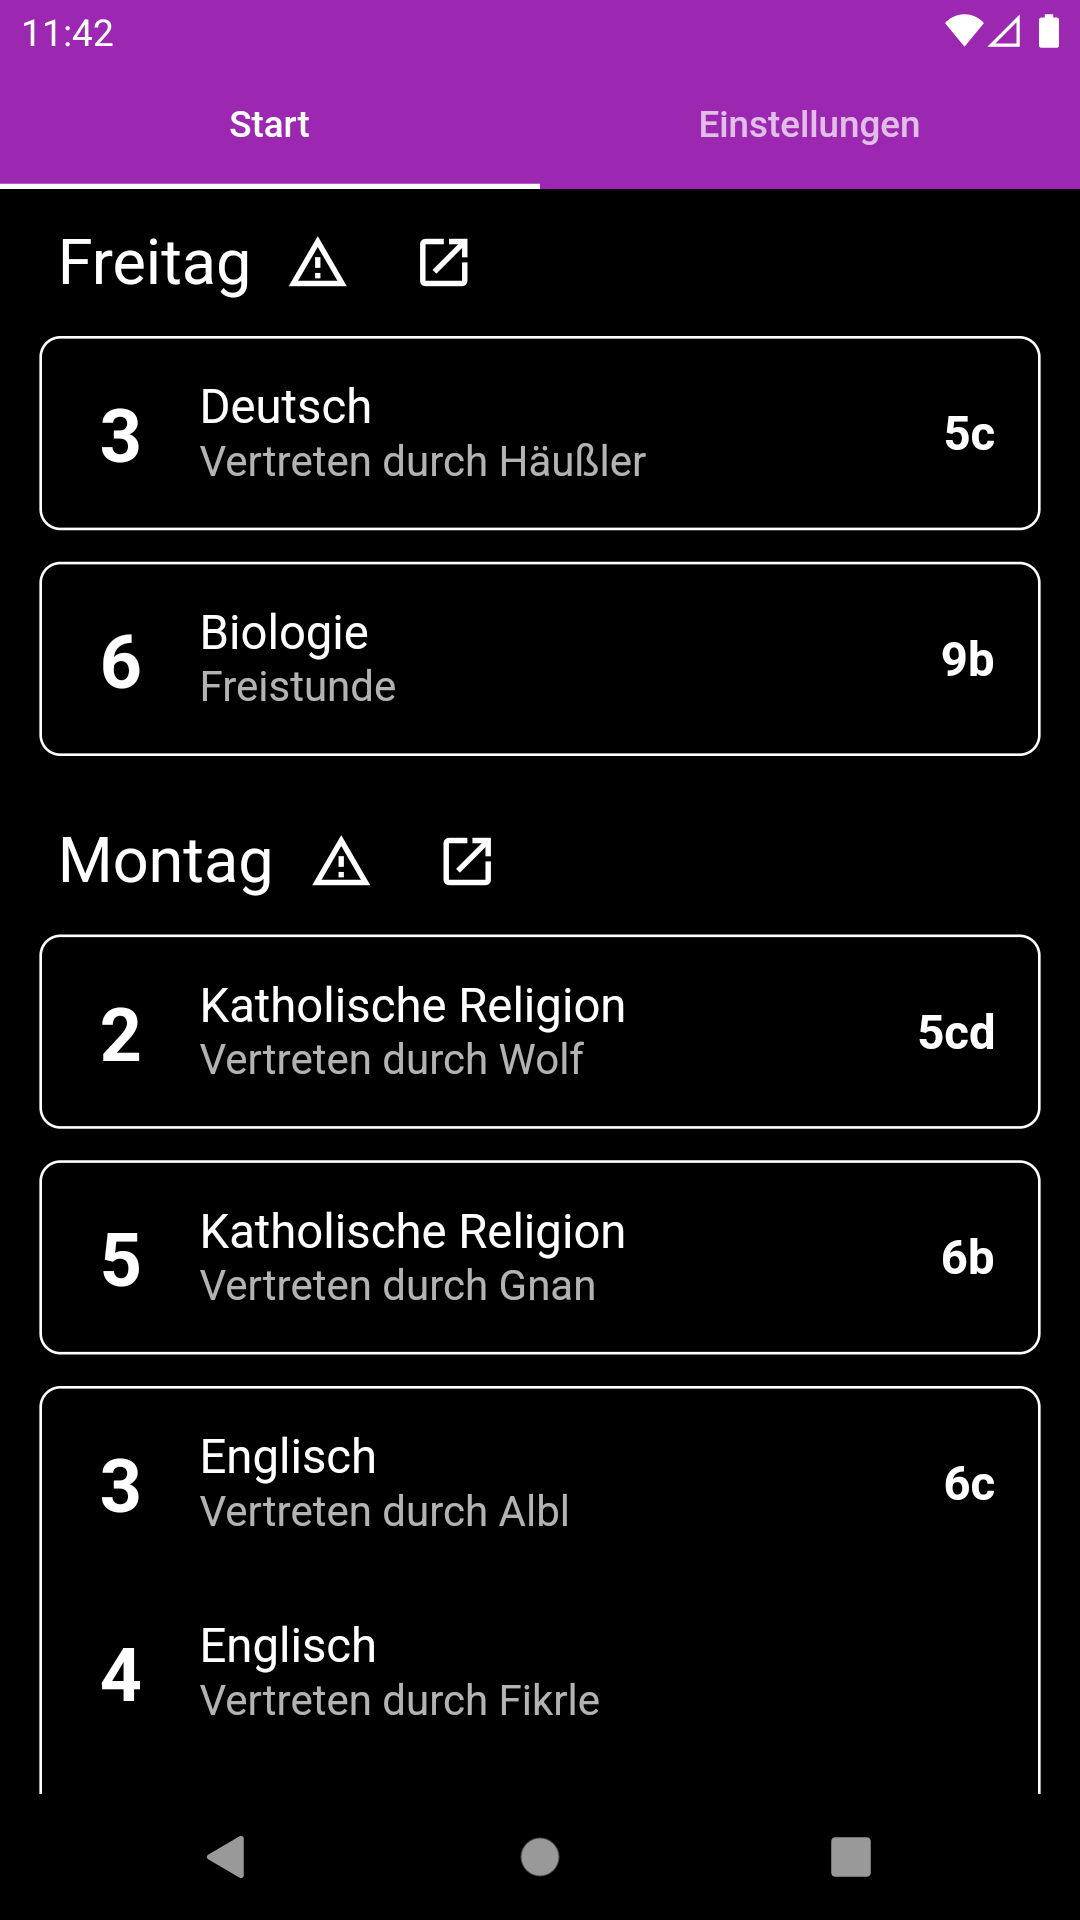 11:42
Start
Einstellungen
Freitag
3
Deutsch
Vertreten durch Häußler
5c
6
Biologie
Freistunde
9b
Montag
2
Katholische Religion
Vertreten durch Wolf
5cd
5
Katholische Religion
Vertreten durch Gnan
6b
3
Englisch
Vertreten durch Albl
6c
4
Englisch
Vertreten durch Fikrle